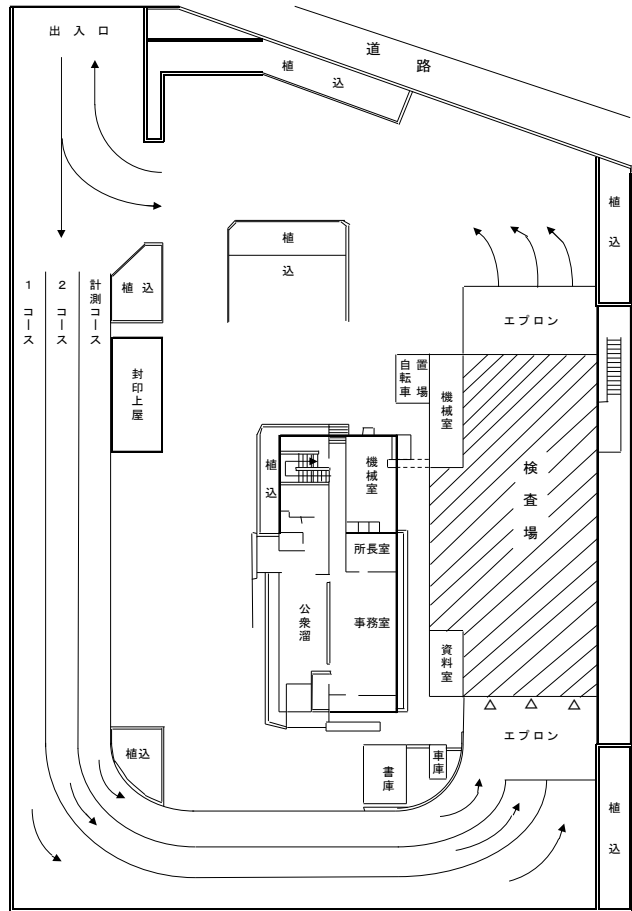 出入口
道路
植込
植込
植込
植込
1コース
2コース
計測コース
エプロン
封印上屋
自転車置場
機械室
検査場
植込
機械室
所長室
公衆溜
事務室
資料室
エプロン
植込
車庫
書庫
植込